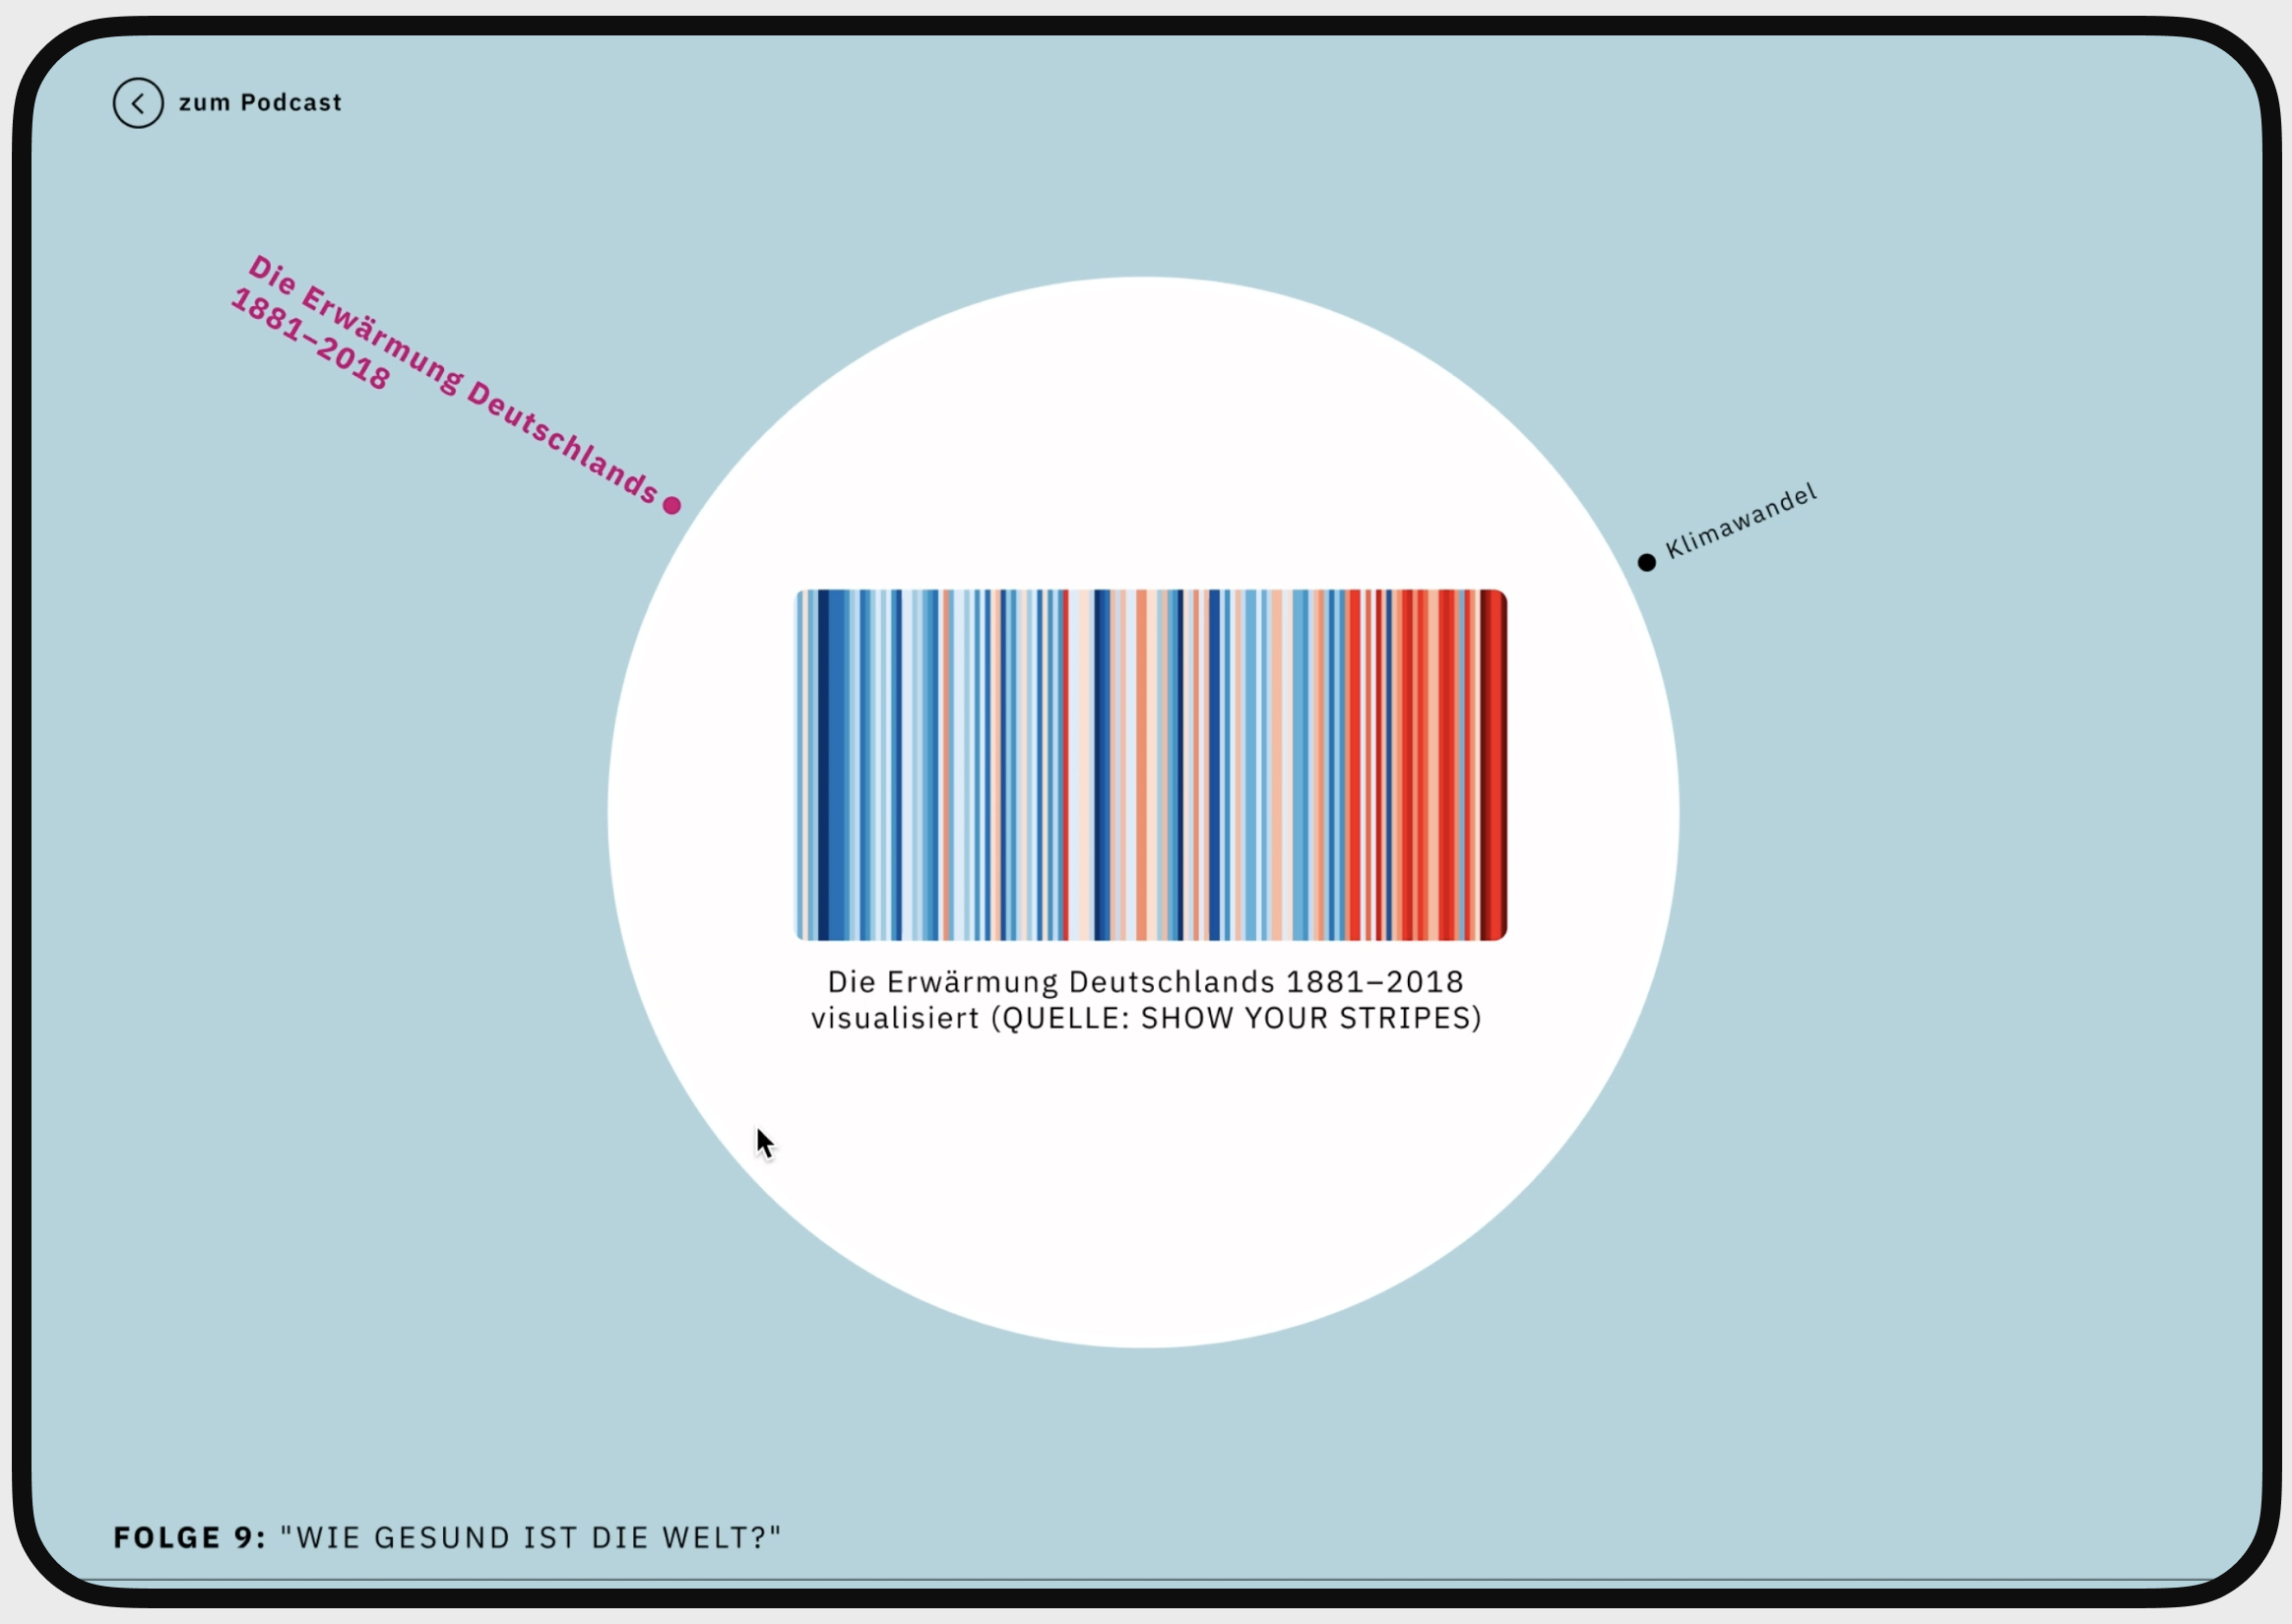 zum Podcast
Die Erwärmung Deutschlands
1881–2018
Klimawandel
Die Erwärmung Deutschlands 1881–2018
visualisiert (QUELLE: SHOW YOUR STRIPES)
FOLGE 9: "WIE GESUND IST DIE WELT?"